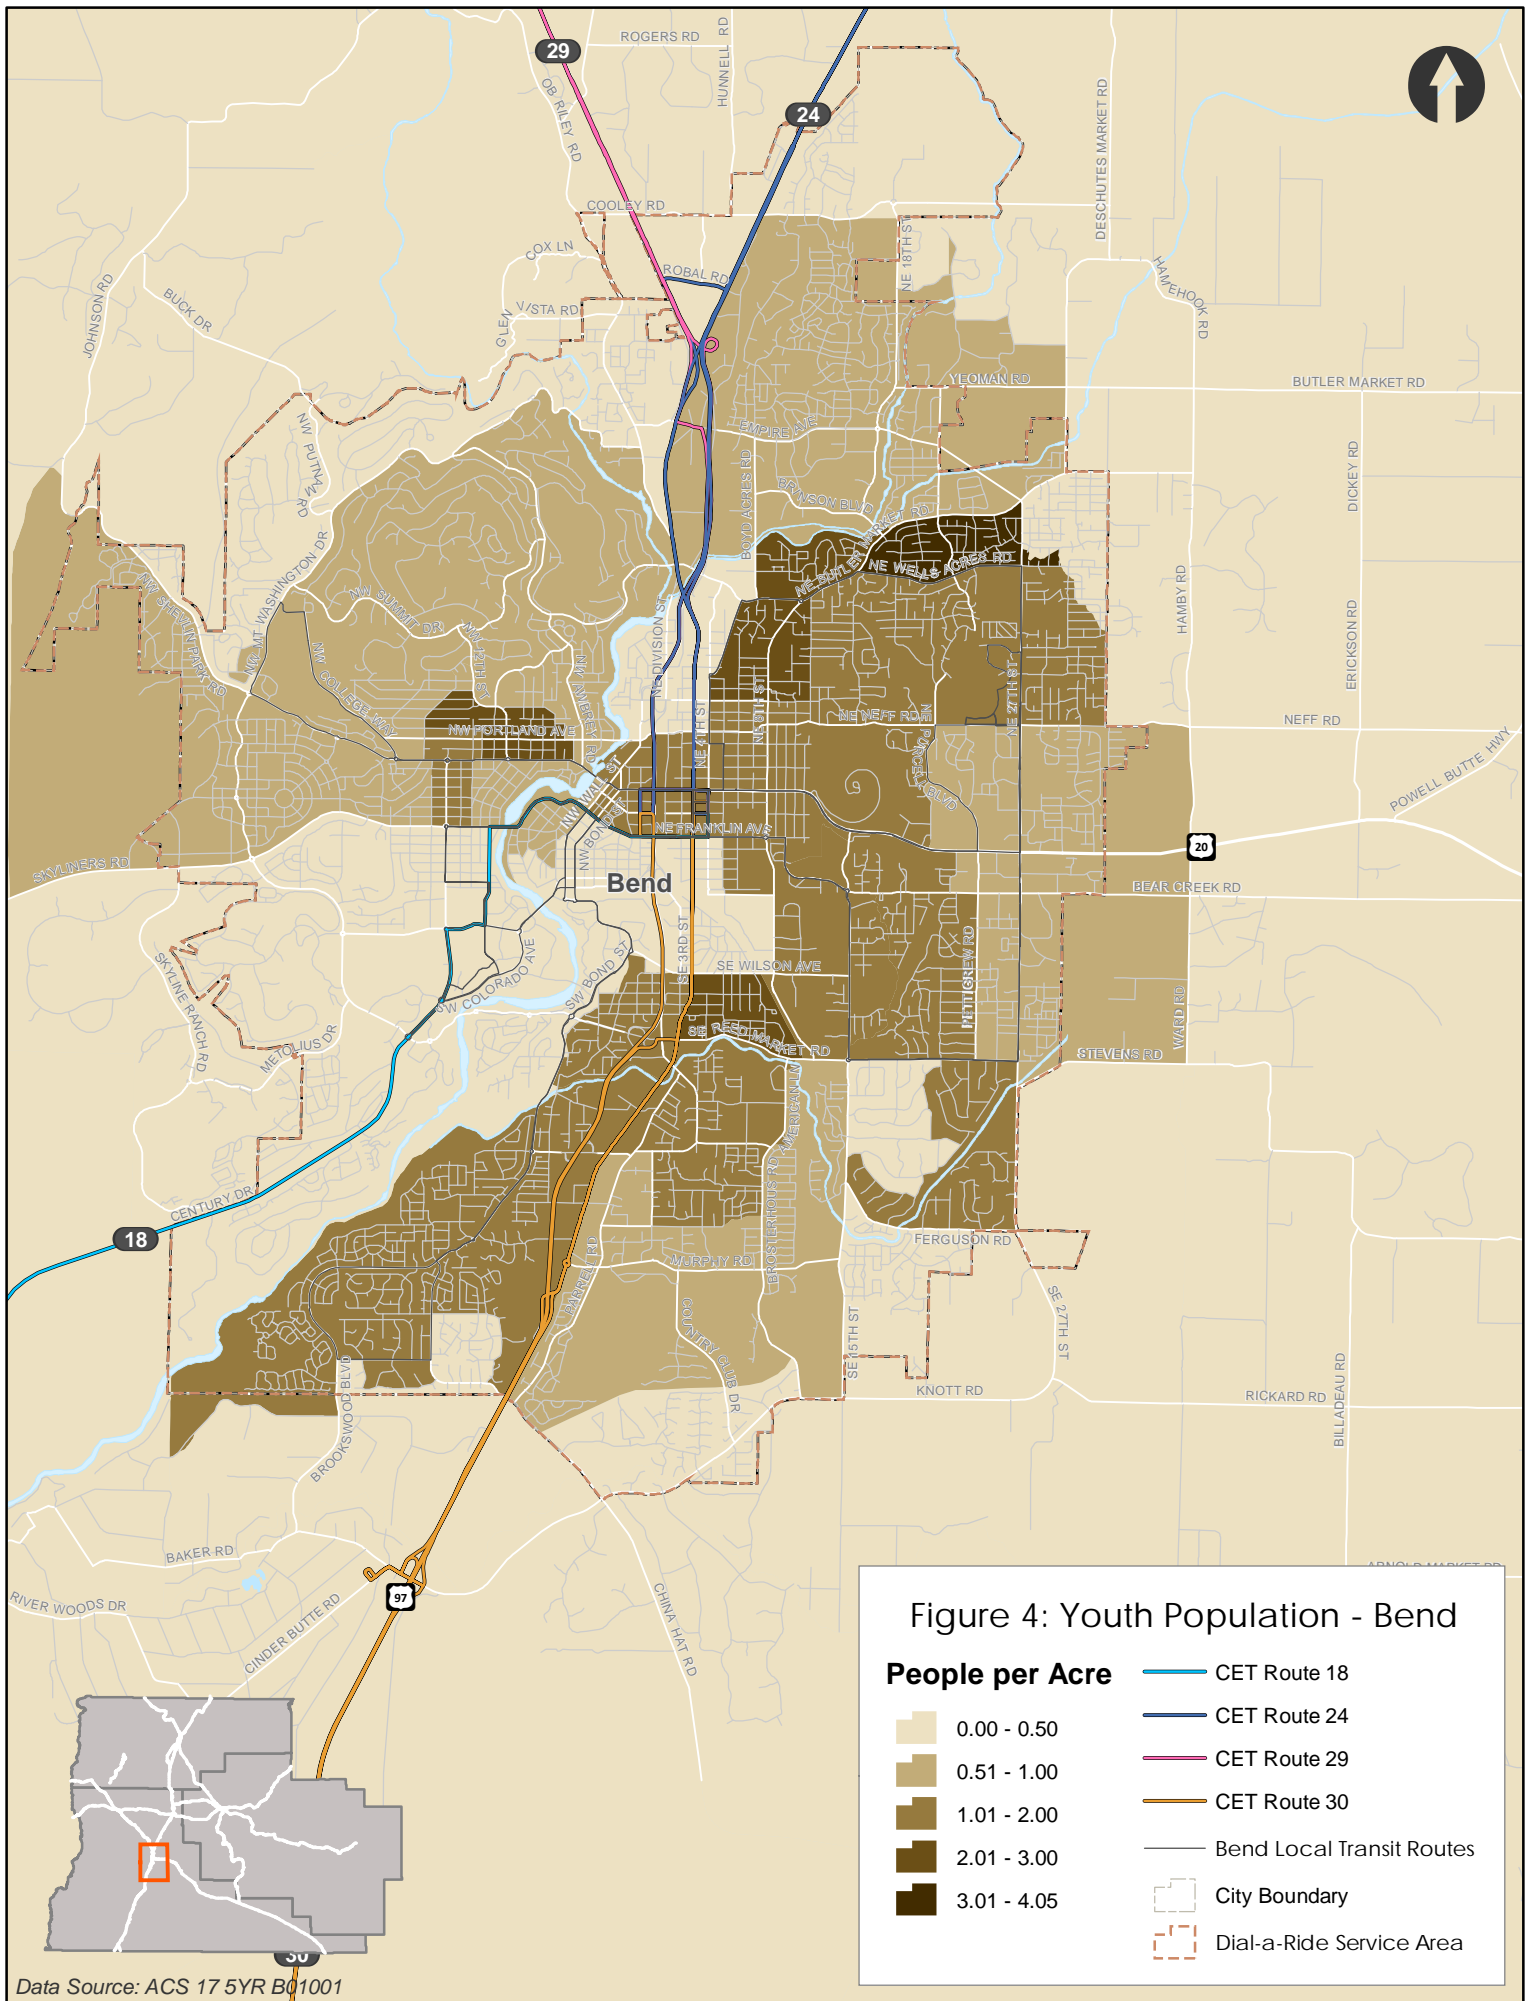 29
ROGERS RD
HUNNELL RD
OB RILEY RD
24
DESCHUTES MARKET RD
COOLEY RD
NE 18TH ST
COX LN
ROBAL RD
HAMEHOOK RD
JOHNSON RD
BUCK DR
GLEN VISTA RD
YEOMAN RD
BUTLER MARKET RD
NW PUTNAM RD
EMPIRE AVE
BOYD ACRES RD
DICKEY RD
BRINSON BLVD
NE BUTLER MARKET RD
NE WELLS ACRES RD
NW MT WASHINGTON DR
NW SHEVLIN PARK RD
NW SUMMIT DR
NW 12TH ST
NW COLLEGE WAY
NW AWBREY RD
NE DIVISION ST
HAMBY RD
ERICKSON RD
NE 4TH ST
NE 8TH ST
NE 27TH ST
NE NEFF RD
NE PURCELL BLVD
NEFF RD
NW PORTLAND AVE
POWELL BUTTE HWY
NW WALL ST
NW BOND ST
NE FRANKLIN AVE
20
SKYLINERS RD
Bend
BEAR CREEK RD
SE 3RD ST
PETTIGREW RD
SKYLINE RANCH RD
SW COLORADO AVE
SW BOND ST
SE WILSON AVE
WARD RD
METOLIUS DR
SE REED MARKET RD
STEVENS RD
AMERICAN LN
BROSTERHOUS RD
CENTURY DR
18
FERGUSON RD
PARRELL RD
MURPHY RD
COUNTRY CLUB DR
SE 15TH ST
SE 27TH ST
BROOKSWOOD BLVD
KNOTT RD
RICKARD RD
BILLADEAU RD
BAKER RD
RIVER WOODS DR
97
CINDER BUTTE RD
CHINA HAT RD
Figure 4: Youth Population - Bend
People per Acre
0.00 - 0.50
0.51 - 1.00
1.01 - 2.00
2.01 - 3.00
3.01 - 4.05
CET Route 18
CET Route 24
CET Route 29
CET Route 30
Bend Local Transit Routes
City Boundary
Dial-a-Ride Service Area
30
Data Source: ACS 17 5YR B01001